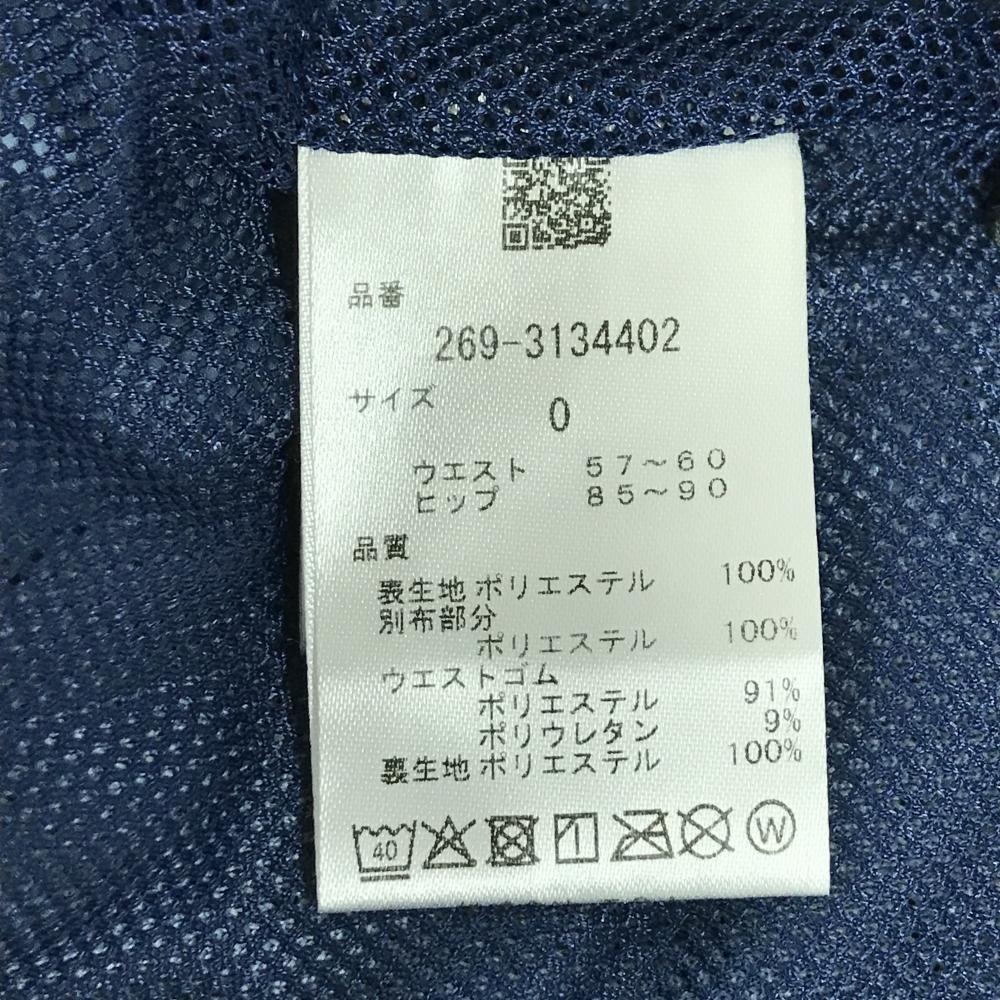 品番
269-3134402
サイズ 0
ウエスト 57〜60
ヒップ 85〜90
品質
表生地 ポリエステル 100%
別布部分
ポリエステル 100%
ウエストゴム
ポリエステル 91%
ポリウレタン 9%
裏生地 ポリエステル 100%
40 W